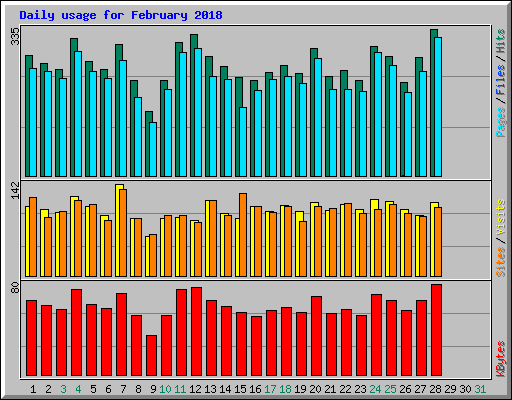 Daily usage for February 2018
335
Pages/Files/Hits
142
Sites/Visits
80
KBytes
1 2 3 4 5 6 7 8 9 10 11 12 13 14 15 16 17 18 19 20 21 22 23 24 25 26 27 28 29 30 31